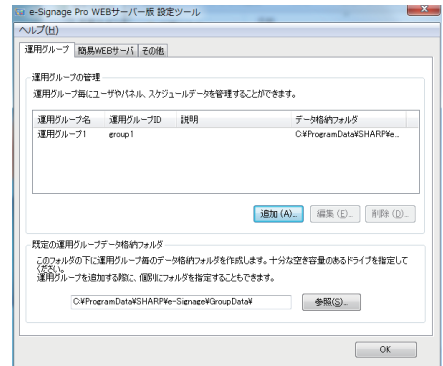 e-Signage Pro WEBサーバー版 設定ツール
ヘルプ(H)
運用グループ 簡易WEBサーバ その他
運用グループの管理
運用グループ毎にユーザやパネル、スケジュールデータを管理することができます。
運用グループ名 運用グループID 説明 データ格納フォルダ
運用グループ1 group1 C:¥ProgramData¥SHARP¥e...
追加(A)... 編集(E)... 削除(D)...
既定の運用グループデータ格納フォルダ
このフォルダの下に運用グループ毎のデータ格納フォルダを作成します。十分な空き容量のあるドライブを指定して
ください。
運用グループを追加する際に、個別にフォルダを指定することもできます。
C:¥ProgramData¥SHARP¥e-Signage¥GroupData¥ 参照(S)...
OK